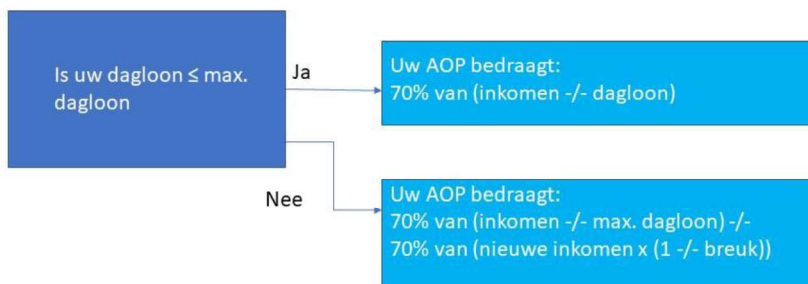 Is uw dagloon ≤ max.
dagloon
Ja
Uw AOP bedraagt:
70% van (inkomen -/- dagloon)
Nee
Uw AOP bedraagt:
70% van (inkomen -/- max. dagloon) -/-
70% van (nieuwe inkomen x (1 -/- breuk))